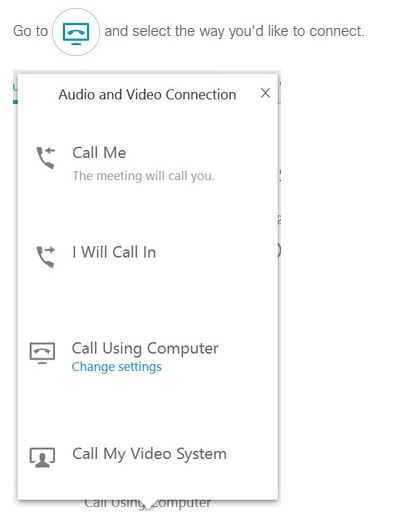 Go to and select the way you'd like to connect.
Audio and Video Connection
Call Me
The meeting will call you.
I Will Call In
Call Using Computer
Change settings
Call My Video System
Call Using Computer